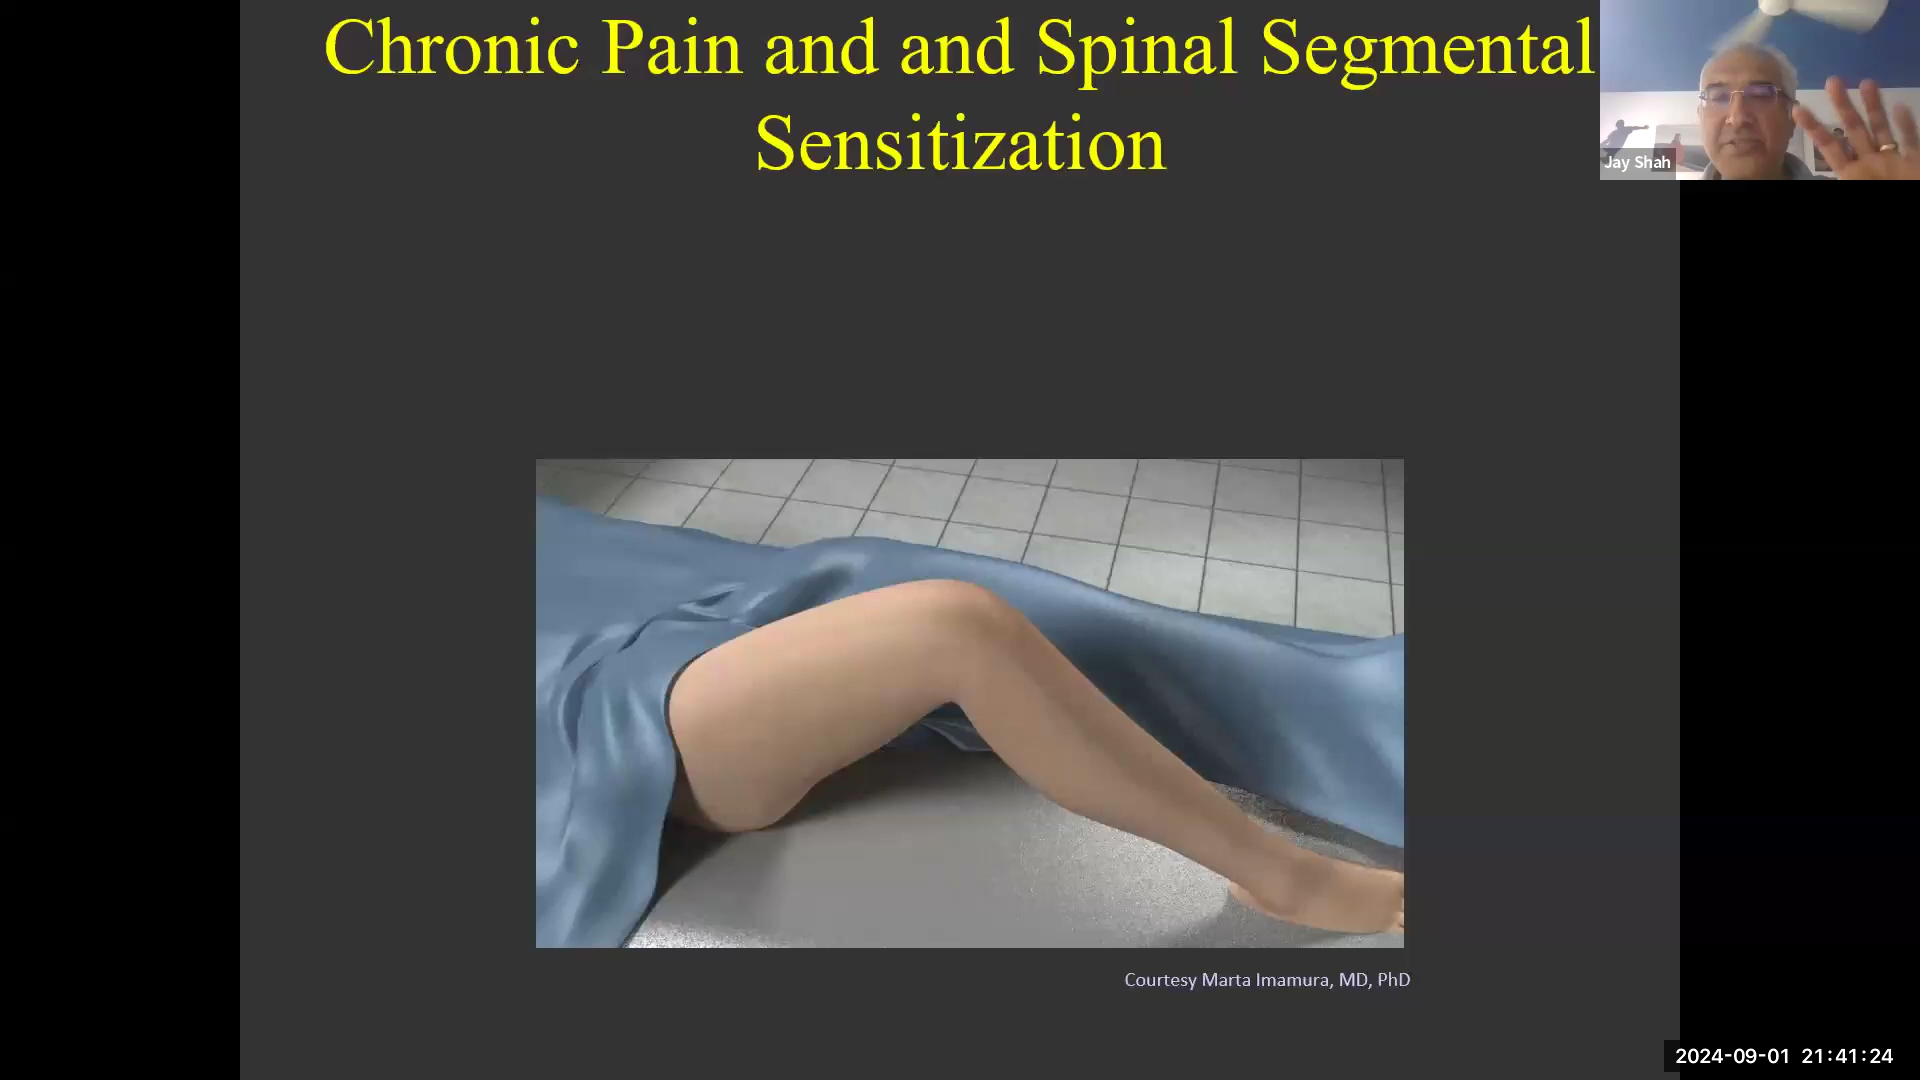 Chronic Pain and and Spinal Segmental
Sensitization
Jay Shah
Courtesy Marta Imamura, MD, PhD
2024-09-01 21:41:24